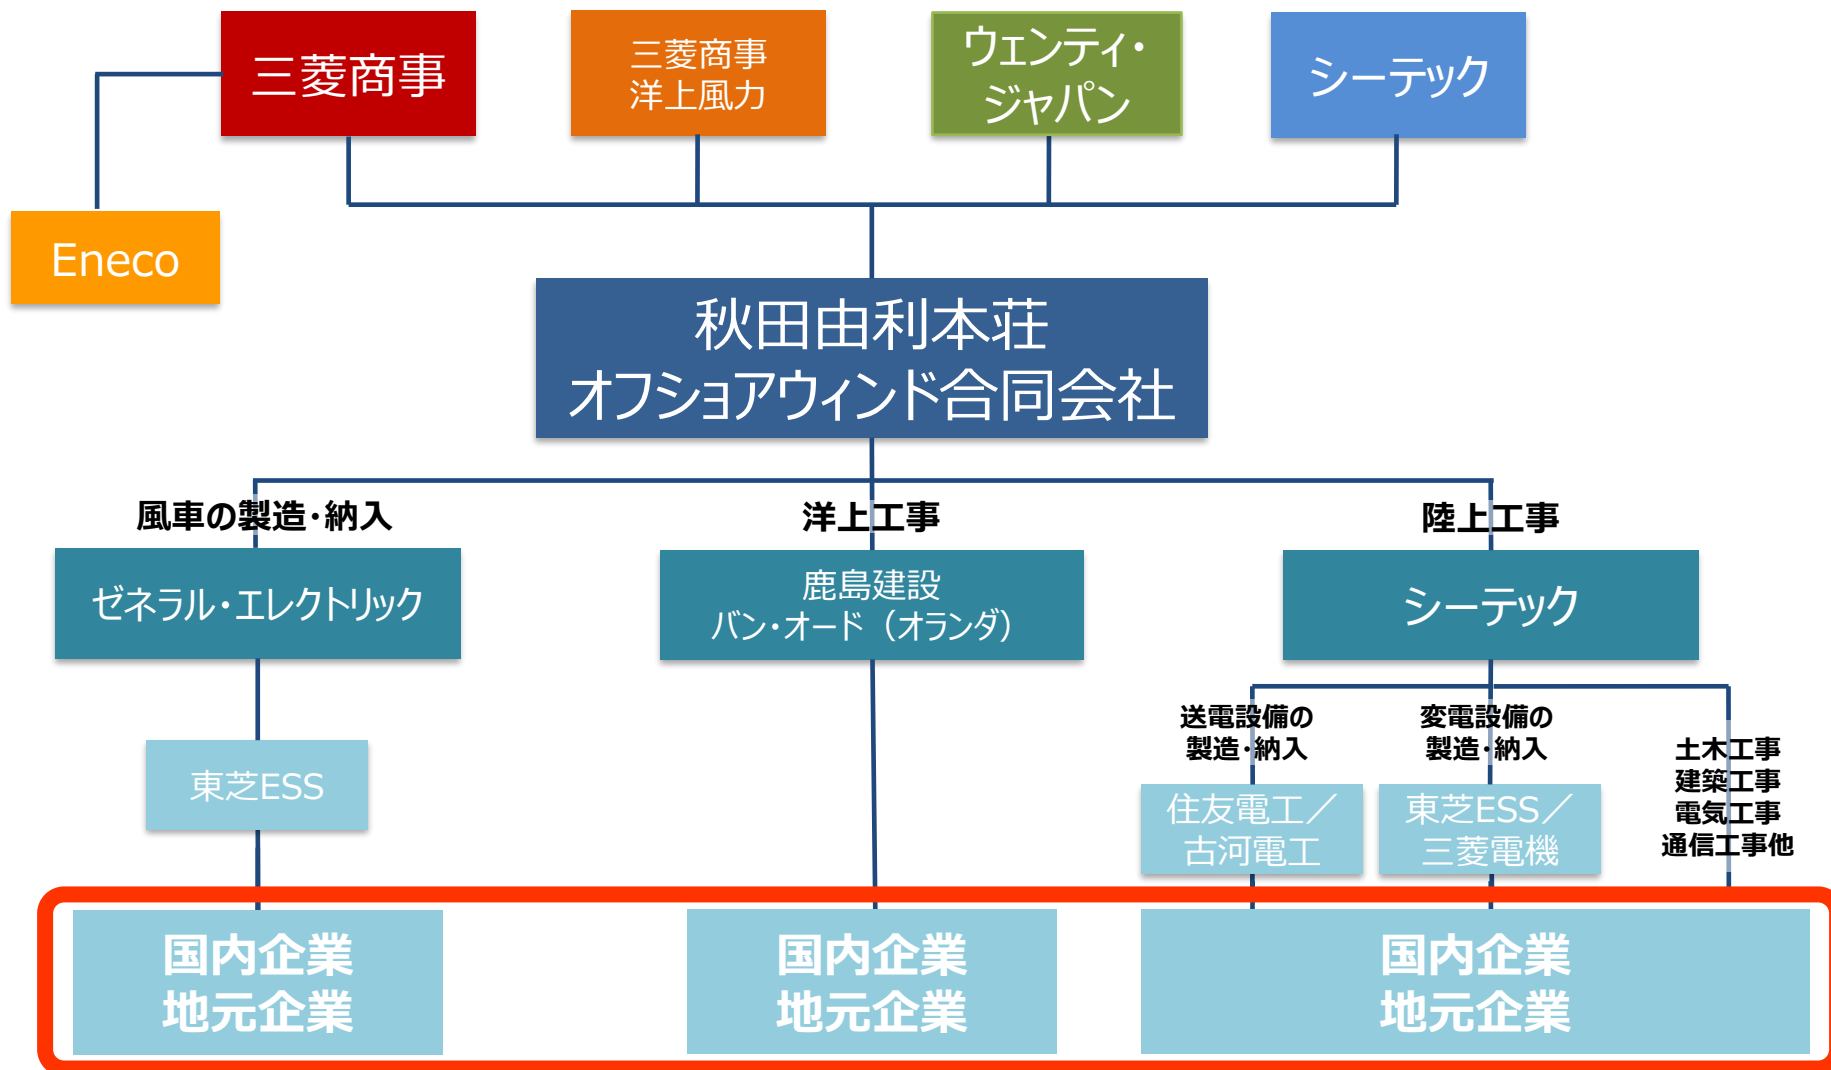 三菱商事
三菱商事
洋上風力
ウェンティ・
ジャパン
シーテック
Eneco
秋田由利本荘
オフショアウィンド合同会社
風車の製造・納入
洋上工事
陸上工事
ゼネラル・エレクトリック
鹿島建設
バン・オード（オランダ）
シーテック
送電設備の
製造・納入
変電設備の
製造・納入
土木工事
建築工事
電気工事
通信工事他
東芝ESS
住友電工／
古河電工
東芝ESS／
三菱電機
国内企業
地元企業
国内企業
地元企業
国内企業
地元企業